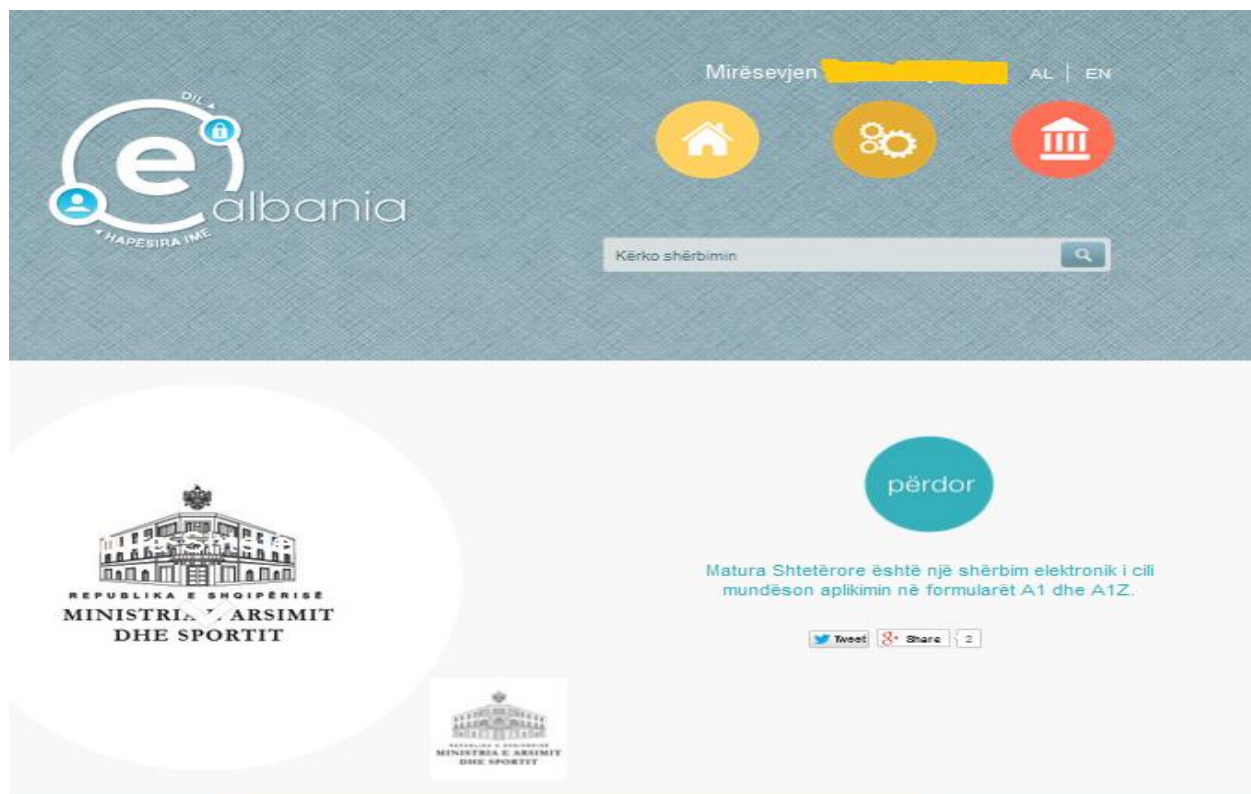 Mirësevjen
AL | EN
DIL
e
albania
HAPESIRA IME
Kërko shërbimin
përdor
REPUBLIKA E SHQIPËRISË
MINISTRIA E ARSIMIT
DHE SPORTIT
Matura Shtetërore është një shërbim elektronik i cili
mundëson aplikimin në formularët A1 dhe A1Z.
Tweet
Share
2
REPUBLIKA E SHQIPËRISË
MINISTRIA E ARSIMIT
DHE SPORTIT